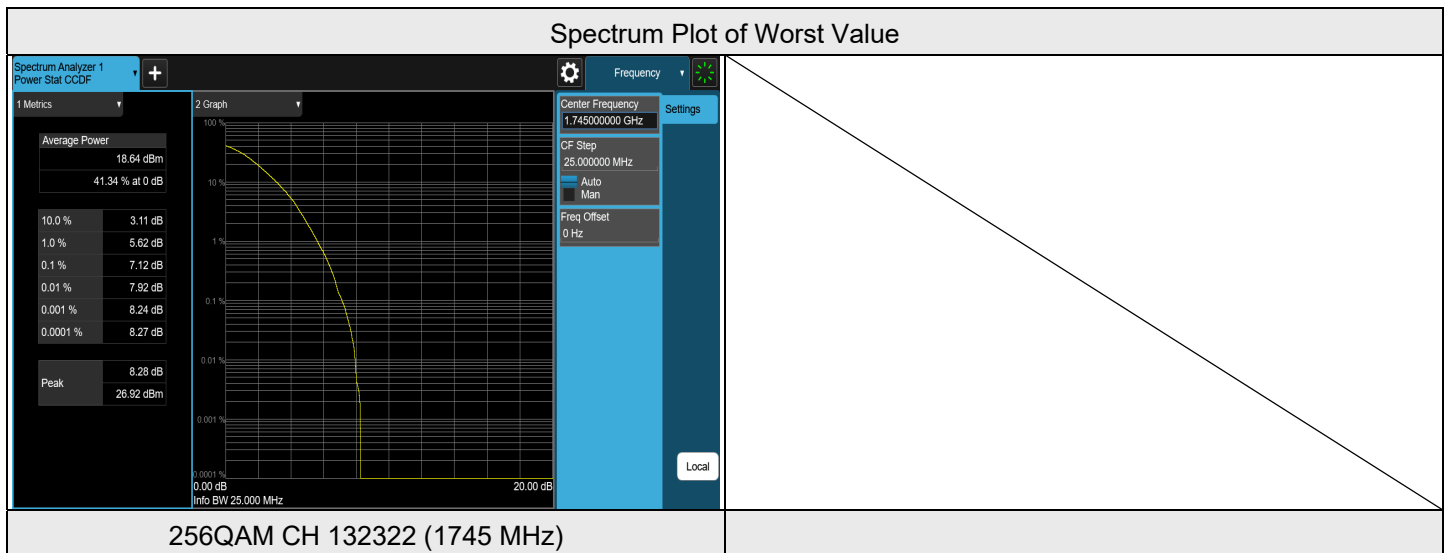 Spectrum Plot of Worst Value
Spectrum Analyzer 1
Power Stat CCDF
Frequency
1 Metrics
2 Graph
Center Frequency
1.745000000 GHz
Settings
CF Step
25.000000 MHz
Auto
Man
Freq Offset
0 Hz
Local
Average Power
18.64 dBm
41.34 % at 0 dB
10.0 % 3.11 dB
1.0 % 5.62 dB
0.1 % 7.12 dB
0.01 % 7.92 dB
0.001 % 8.24 dB
0.0001 % 8.27 dB
Peak
8.28 dB
26.92 dBm
100 %
10 %
1 %
0.1 %
0.01 %
0.001 %
0.0001 %
0.00 dB 20.00 dB
Info BW 25.000 MHz
256QAM CH 132322 (1745 MHz)